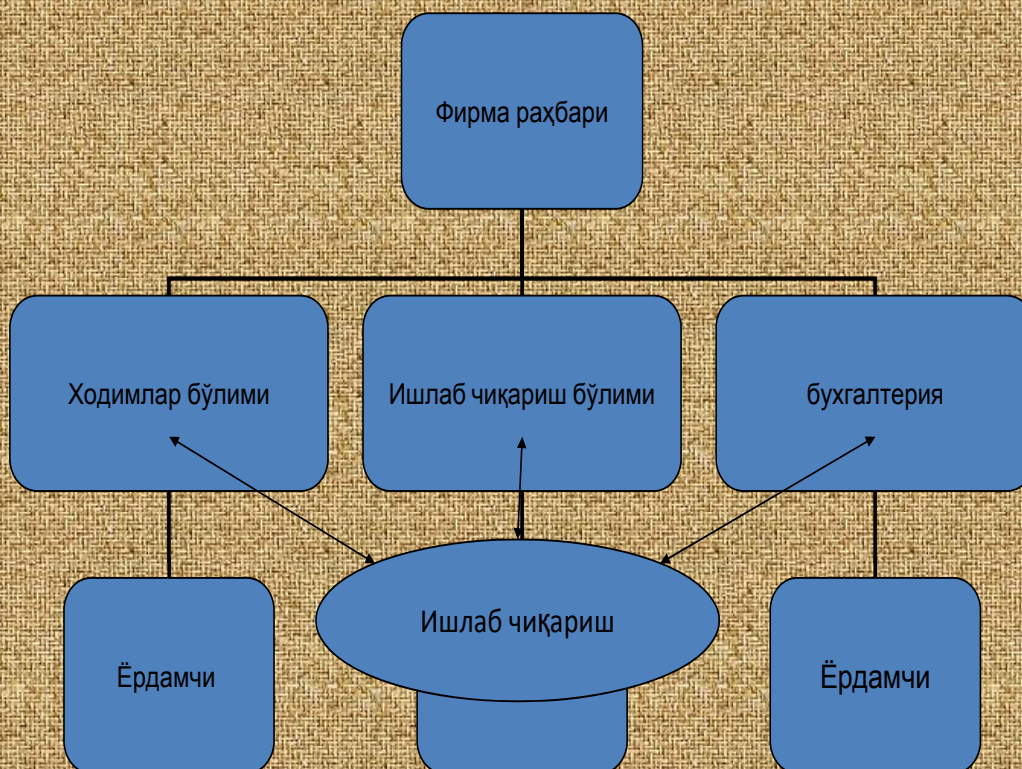 Фирма раҳбари
Ходимлар бўлими
Ишлаб чиқариш бўлими
бухгалтерия
Ишлаб чиқариш
Ёрдамчи
Ёрдамчи